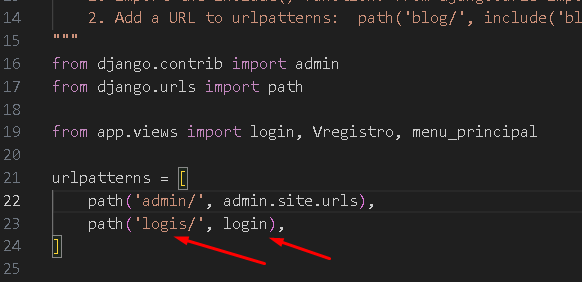 14 2. Add a URL to urlpatterns: path('blog/', include('bl
15 """
16 from django.contrib import admin
17 from django.urls import path
18
19 from app.views import login, Vregistro, menu_principal
20
21 urlpatterns = [
22 path('admin/', admin.site.urls),
23 path('logis/', login),
24 ]
25